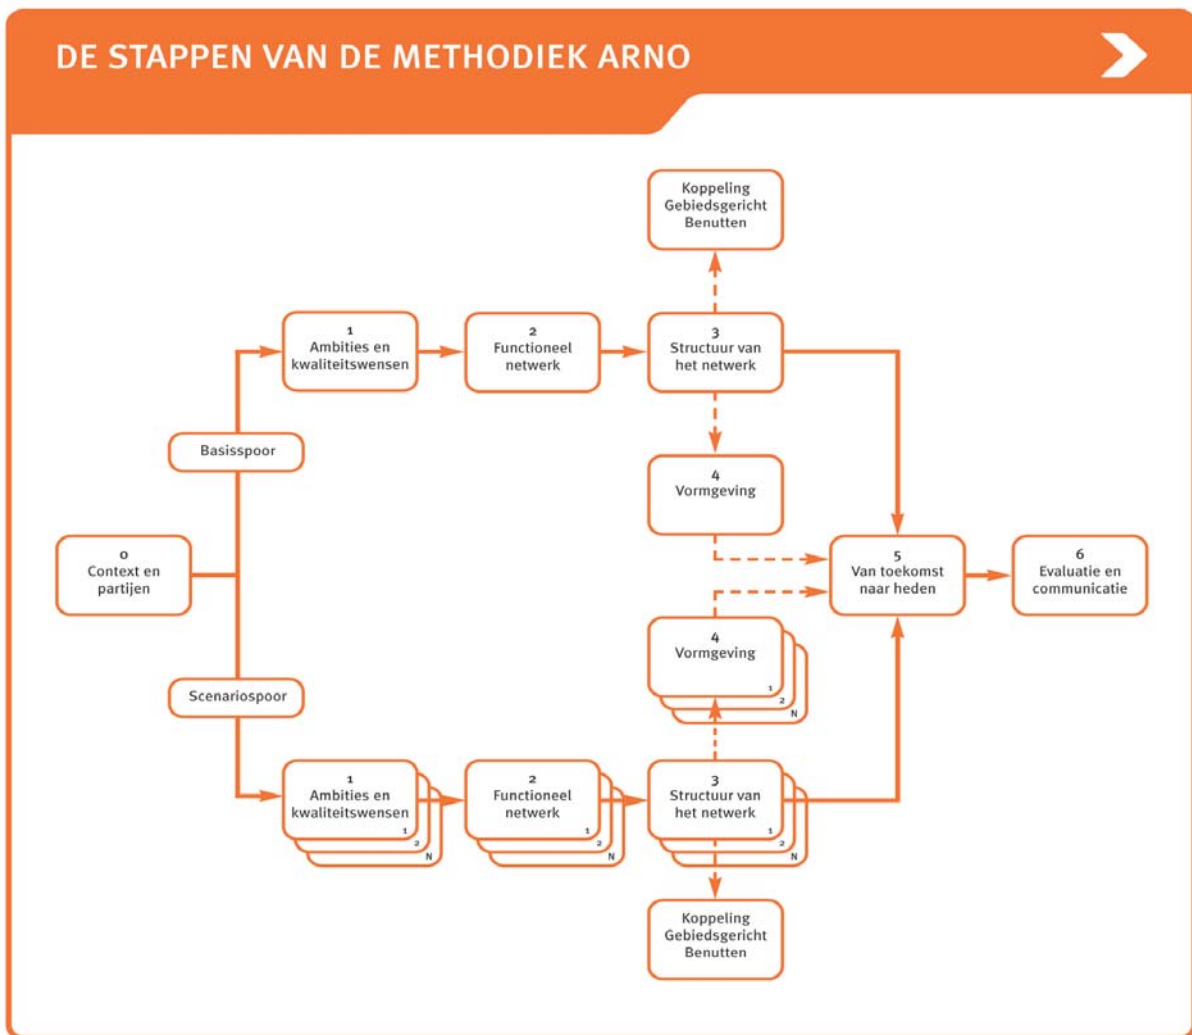 DE STAPPEN VAN DE METHODIEK ARNO
Koppeling
Gebiedsgericht
Benutten
1
Ambities en
kwaliteitswensen
2
Functioneel
netwerk
3
Structuur van
het netwerk
Basisspoor
4
Vormgeving
0
Context en
partijen
5
Van toekomst
naar heden
6
Evaluatie en
communicatie
4
Vormgeving
1
2
N
Scenariospoor
1
Ambities en
kwaliteitswensen
1
2
N
2
Functioneel
netwerk
1
2
N
3
Structuur van
het netwerk
1
2
N
Koppeling
Gebiedsgericht
Benutten